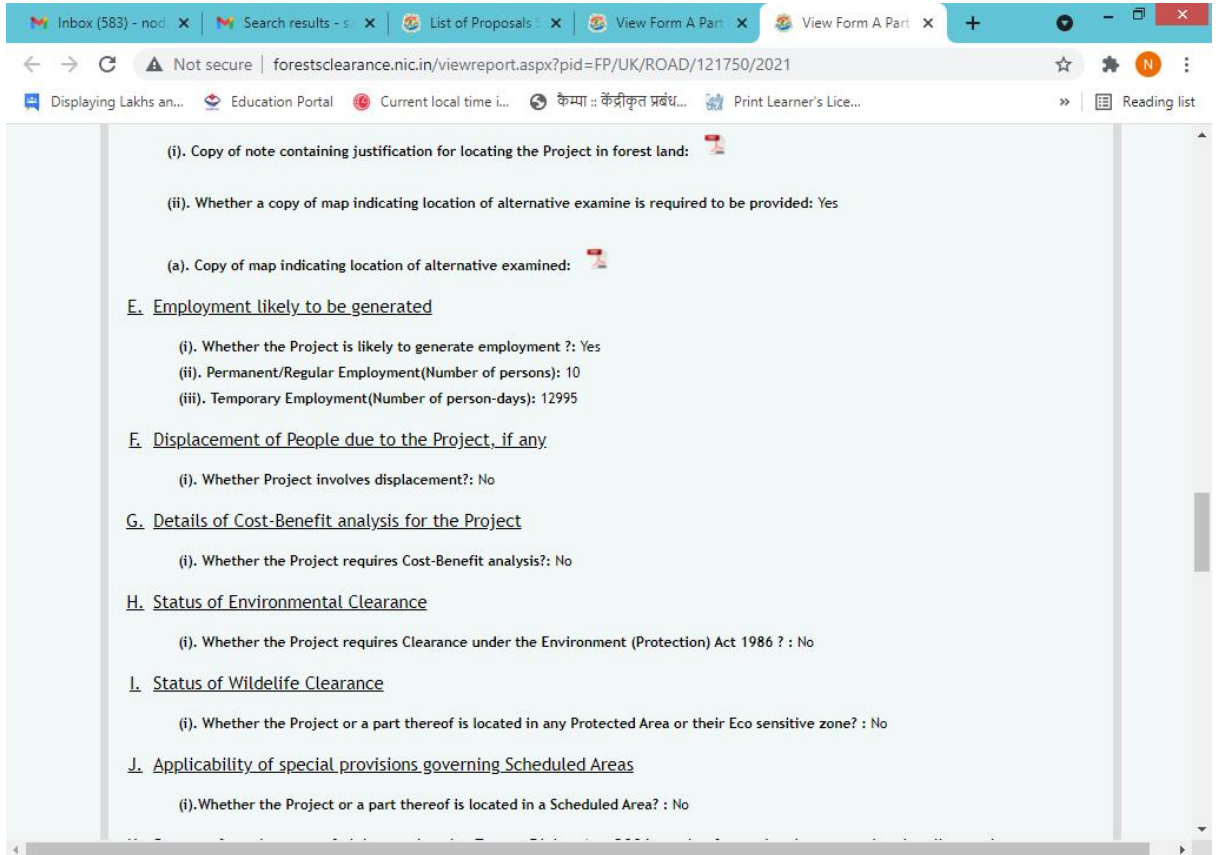 Inbox (583) - nod
Search results - s
List of Proposals S
View Form A Part
View Form A Part
Not secure | forestsclearance.nic.in/viewreport.aspx?pid=FP/UK/ROAD/121750/2021
N
Displaying Lakhs an...
Education Portal
Current local time i...
कैम्पा :: केंद्रीकृत प्रबंध...
Print Learner's Lice...
»
Reading list
(i). Copy of note containing justification for locating the Project in forest land:
(ii). Whether a copy of map indicating location of alternative examine is required to be provided: Yes
(a). Copy of map indicating location of alternative examined:
E. Employment likely to be generated
(i). Whether the Project is likely to generate employment ?: Yes
(ii). Permanent/Regular Employment(Number of persons): 10
(iii). Temporary Employment(Number of person-days): 12995
F. Displacement of People due to the Project, if any
(i). Whether Project involves displacement?: No
G. Details of Cost-Benefit analysis for the Project
(i). Whether the Project requires Cost-Benefit analysis?: No
H. Status of Environmental Clearance
(i). Whether the Project requires Clearance under the Environment (Protection) Act 1986 ? : No
I. Status of Wildelife Clearance
(i). Whether the Project or a part thereof is located in any Protected Area or their Eco sensitive zone? : No
J. Applicability of special provisions governing Scheduled Areas
(i).Whether the Project or a part thereof is located in a Scheduled Area? : No